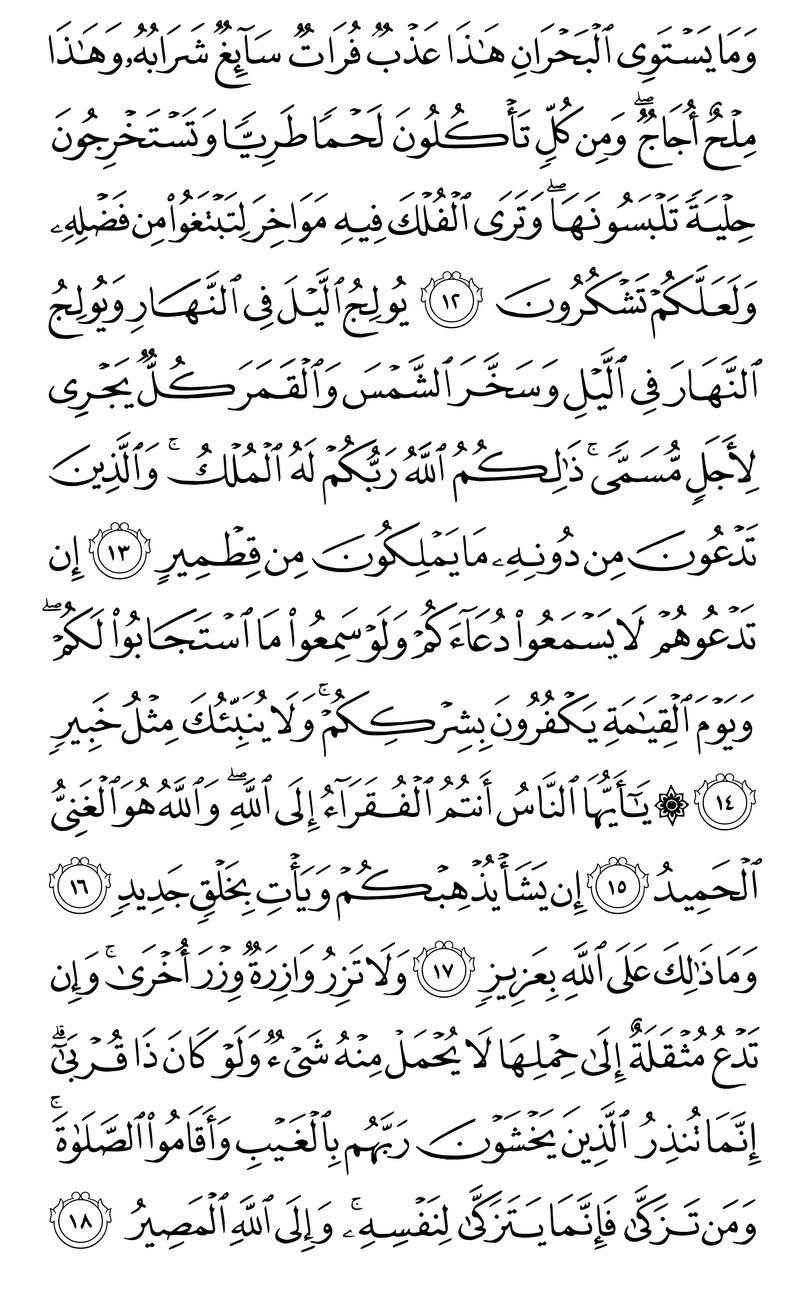 وَمَا يَسْتَوِى ٱلْبَحْرَانِ هَـٰذَا عَذْبٌ فُرَاتٌ سَآئِغٌ شَرَابُهُۥ وَهَـٰذَا
مِلْحٌ أُجَاجٌ ۖ وَمِن كُلٍّ تَأْكُلُونَ لَحْمًا طَرِيًّا وَتَسْتَخْرِجُونَ
حِلْيَةً تَلْبَسُونَهَا ۖ وَتَرَى ٱلْفُلْكَ فِيهِ مَوَاخِرَ لِتَبْتَغُوا۟ مِن فَضْلِهِۦ
وَلَعَلَّكُمْ تَشْكُرُونَ ١٢ يُولِجُ ٱلَّيْلَ فِى ٱلنَّهَارِ وَيُولِجُ
ٱلنَّهَارَ فِى ٱلَّيْلِ وَسَخَّرَ ٱلشَّمْسَ وَٱلْقَمَرَ كُلٌّ يَجْرِى
لِأَجَلٍ مُّسَمًّى ۚ ذَٰلِكُمُ ٱللَّهُ رَبُّكُمْ لَهُ ٱلْمُلْكُ ۚ وَٱلَّذِينَ
تَدْعُونَ مِن دُونِهِۦ مَا يَمْلِكُونَ مِن قِطْمِيرٍ ١٣ إِن
تَدْعُوهُمْ لَا يَسْمَعُوا۟ دُعَآءَكُمْ وَلَوْ سَمِعُوا۟ مَا ٱسْتَجَابُوا۟ لَكُمْ ۖ
وَيَوْمَ ٱلْقِيَـٰمَةِ يَكْفُرُونَ بِشِرْكِكُمْ ۚ وَلَا يُنَبِّئُكَ مِثْلُ خَبِيرٍ
١٤ ۞ يَـٰٓأَيُّهَا ٱلنَّاسُ أَنتُمُ ٱلْفُقَرَآءُ إِلَى ٱللَّهِ ۖ وَٱللَّهُ هُوَ ٱلْغَنِىُّ
ٱلْحَمِيدُ ١٥ إِن يَشَأْ يُذْهِبْكُمْ وَيَأْتِ بِخَلْقٍ جَدِيدٍ ١٦
وَمَا ذَٰلِكَ عَلَى ٱللَّهِ بِعَزِيزٍ ١٧ وَلَا تَزِرُ وَازِرَةٌ وِزْرَ أُخْرَىٰ ۚ وَإِن
تَدْعُ مُثْقَلَةٌ إِلَىٰ حِمْلِهَا لَا يُحْمَلْ مِنْهُ شَىْءٌ وَلَوْ كَانَ ذَا قُرْبَىٰٓ ۗ
إِنَّمَا تُنذِرُ ٱلَّذِينَ يَخْشَوْنَ رَبَّهُم بِٱلْغَيْبِ وَأَقَامُوا۟ ٱلصَّلَوٰةَ ۚ
وَمَن تَزَكَّىٰ فَإِنَّمَا يَتَزَكَّىٰ لِنَفْسِهِۦ ۚ وَإِلَى ٱللَّهِ ٱلْمَصِيرُ ١٨